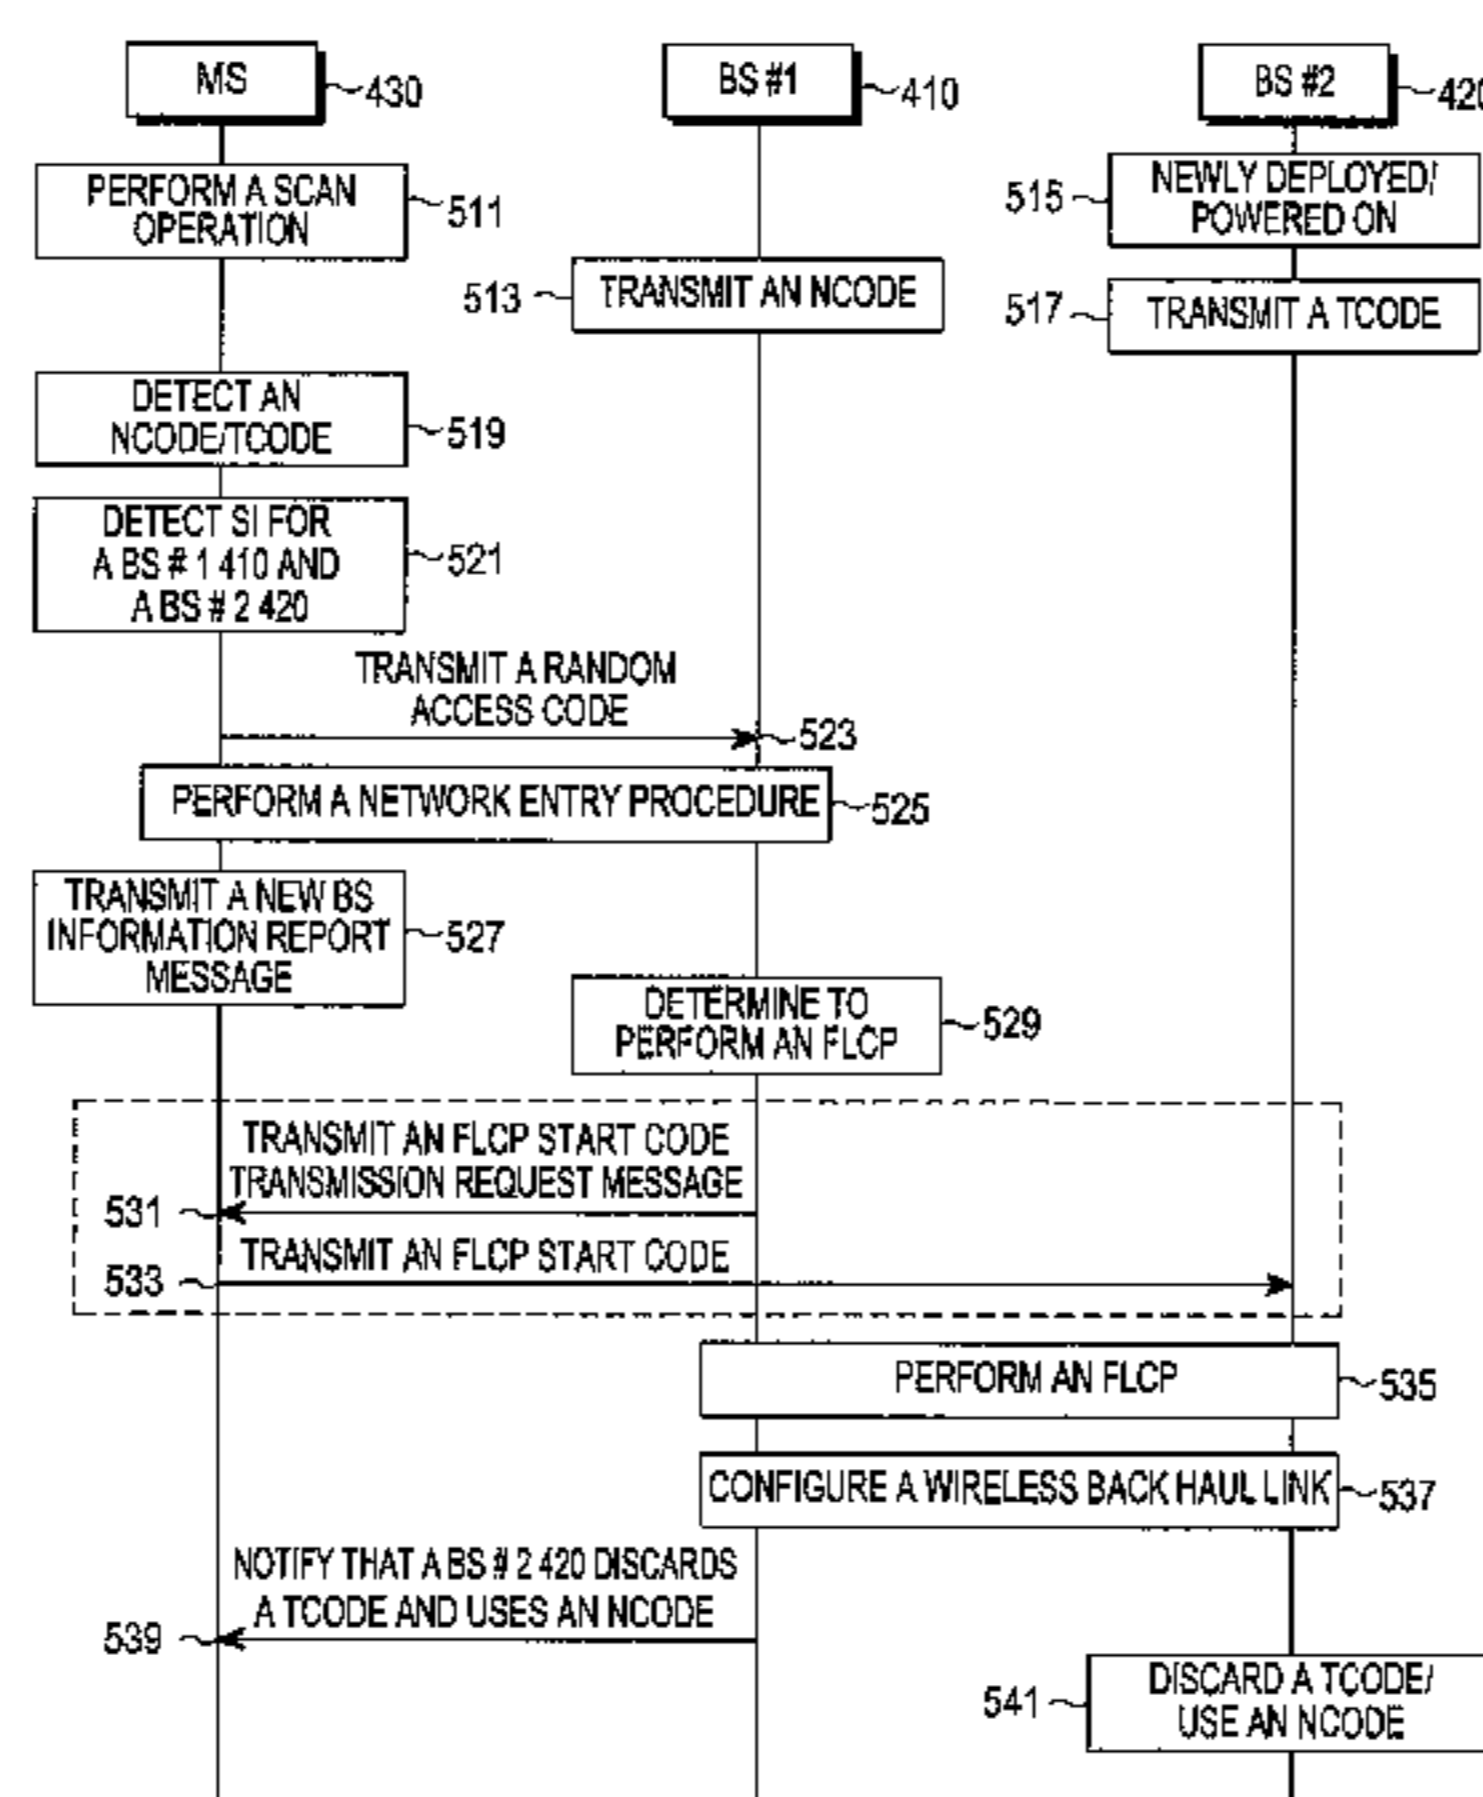 MS
430
BS #1
410
BS #2
420
PERFORM A SCAN
OPERATION
511
515
NEWLY DEPLOYED/
POWERED ON
513
TRANSMIT AN NCODE
517
TRANSMIT A TCODE
DETECT AN
NCODE/TCODE
519
DETECT SI FOR
A BS # 1 410 AND
A BS # 2 420
521
TRANSMIT A RANDOM
ACCESS CODE
523
PERFORM A NETWORK ENTRY PROCEDURE
525
TRANSMIT A NEW BS
INFORMATION REPORT
MESSAGE
527
DETERMINE TO
PERFORM AN FLCP
529
TRANSMIT AN FLCP START CODE
TRANSMISSION REQUEST MESSAGE
531
TRANSMIT AN FLCP START CODE
533
PERFORM AN FLCP
535
CONFIGURE A WIRELESS BACK HAUL LINK
537
NOTIFY THAT A BS # 2 420 DISCARDS
A TCODE AND USES AN NCODE
539
541
DISCARD A TCODE/
USE AN NCODE